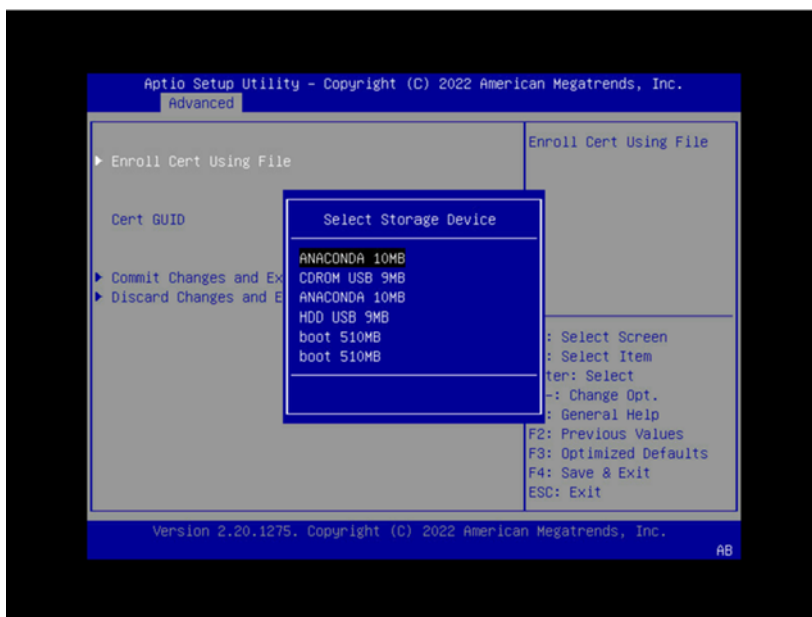 Aptio Setup Utility – Copyright (C) 2022 American Megatrends, Inc.
Advanced
Enroll Cert Using File
Cert GUID
Commit Changes and Ex
Discard Changes and E
Select Storage Device
ANACONDA 10MB
CDROM USB 9MB
ANACONDA 10MB
HDD USB 9MB
boot 510MB
boot 510MB
Enroll Cert Using File
: Select Screen
: Select Item
ter: Select
-: Change Opt.
: General Help
F2: Previous Values
F3: Optimized Defaults
F4: Save & Exit
ESC: Exit
Version 2.20.1275. Copyright (C) 2022 American Megatrends, Inc.
AB